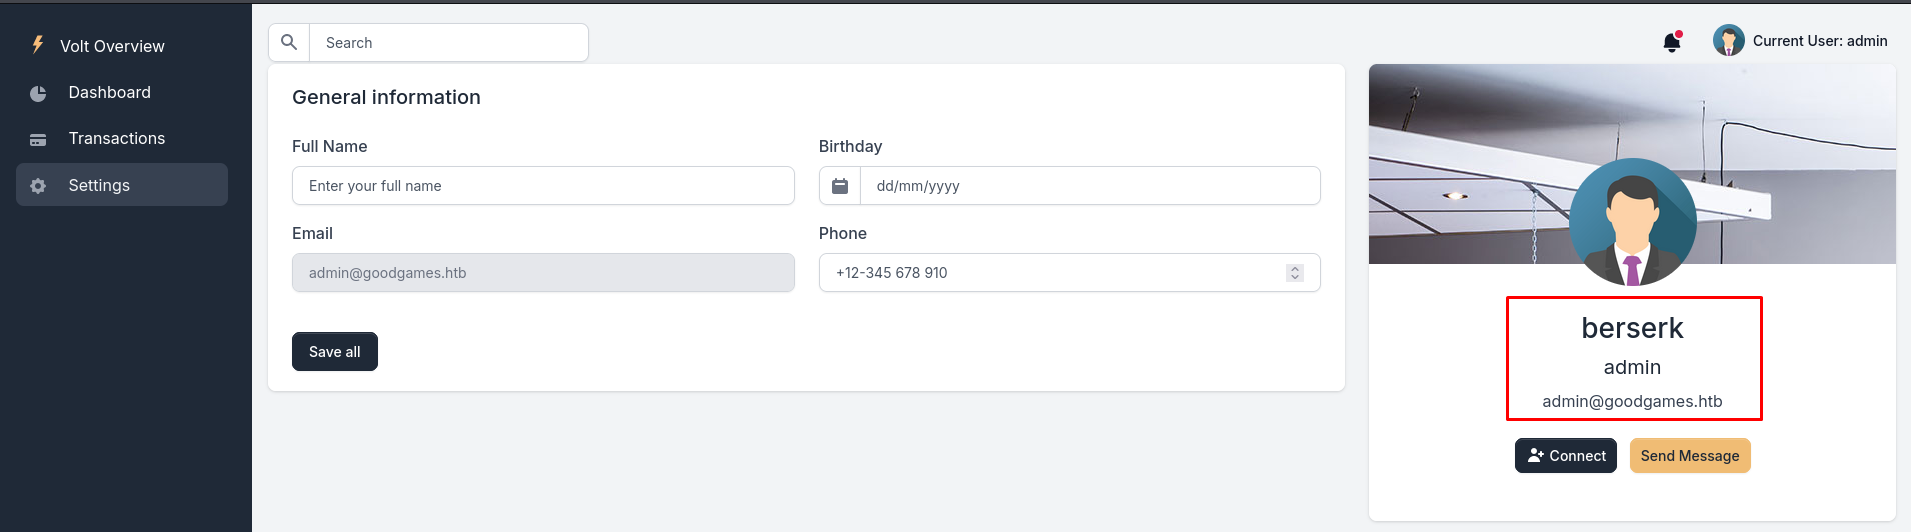 Volt Overview
Dashboard
Transactions
Settings
Search
Current User: admin
General information
Full Name
Birthday
Enter your full name
dd/mm/yyyy
Email
Phone
admin@goodgames.htb
+12-345 678 910
Save all
berserk
admin
admin@goodgames.htb
Connect
Send Message